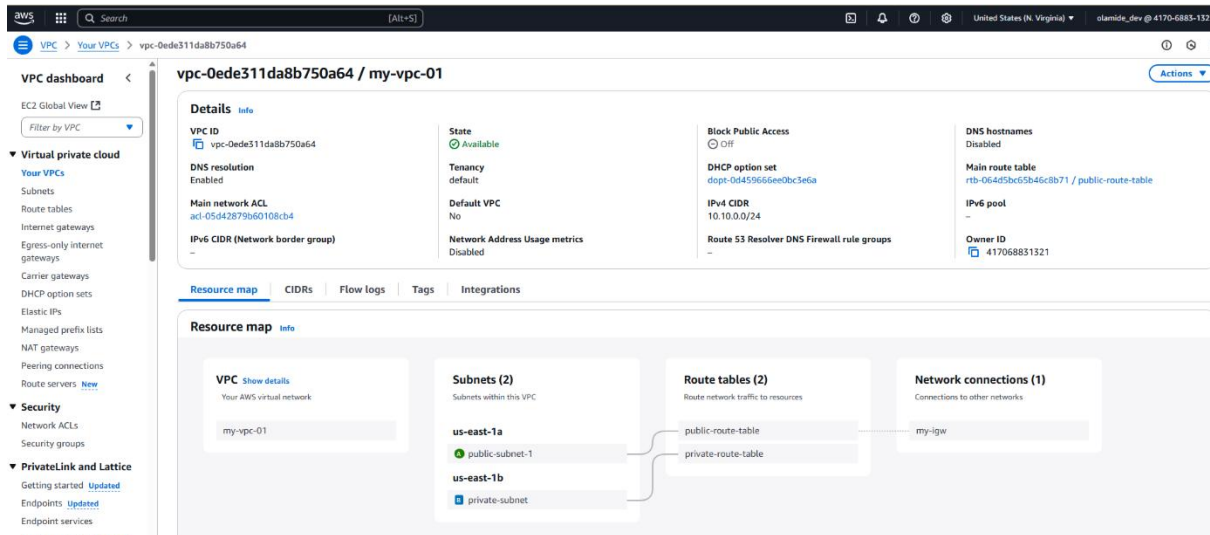 aws
Search [Alt+S] United States (N. Virginia) ▼ olamide_dev @ 4170-6883-132
VPC > Your VPCs > vpc-0ede311da8b750a64
VPC dashboard
EC2 Global View
Filter by VPC
Virtual private cloud
Your VPCs
Subnets
Route tables
Internet gateways
Egress-only internet
gateways
Carrier gateways
DHCP option sets
Elastic IPs
Managed prefix lists
NAT gateways
Peering connections
Route servers New
Security
Network ACLs
Security groups
PrivateLink and Lattice
Getting started Updated
Endpoints Updated
Endpoint services
vpc-0ede311da8b750a64 / my-vpc-01
Actions ▼
Details Info
VPC ID
vpc-0ede311da8b750a64
State
Available
Block Public Access
Off
DNS hostnames
Disabled
DNS resolution
Enabled
Tenancy
default
DHCP option set
dopt-0d459666ee0bc3e6a
Main route table
rtb-064d5bc65b46c8b71 / public-route-table
Main network ACL
acl-05d42879b60108cb4
Default VPC
No
IPv4 CIDR
10.10.0.0/24
IPv6 pool
–
IPv6 CIDR (Network border group)
–
Network Address Usage metrics
Disabled
Route 53 Resolver DNS Firewall rule groups
–
Owner ID
417068831321
Resource map CIDRs Flow logs Tags Integrations
Resource map Info
VPC Show details
Your AWS virtual network
my-vpc-01
Subnets (2)
Subnets within this VPC
us-east-1a
A public-subnet-1
us-east-1b
B private-subnet
Route tables (2)
Route network traffic to resources
public-route-table
private-route-table
Network connections (1)
Connections to other networks
my-igw